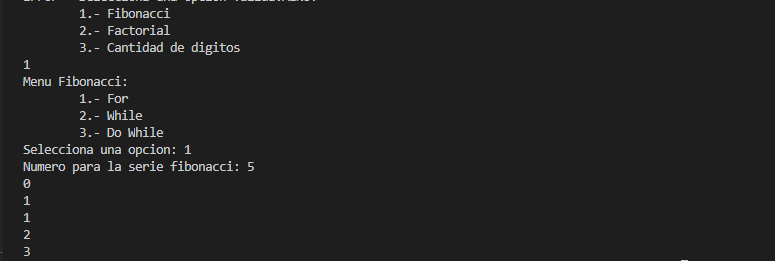 1.- Fibonacci
2.- Factorial
3.- Cantidad de digitos
1
Menu Fibonacci:
1.- For
2.- While
3.- Do While
Selecciona una opcion: 1
Numero para la serie fibonacci: 5
0
1
1
2
3